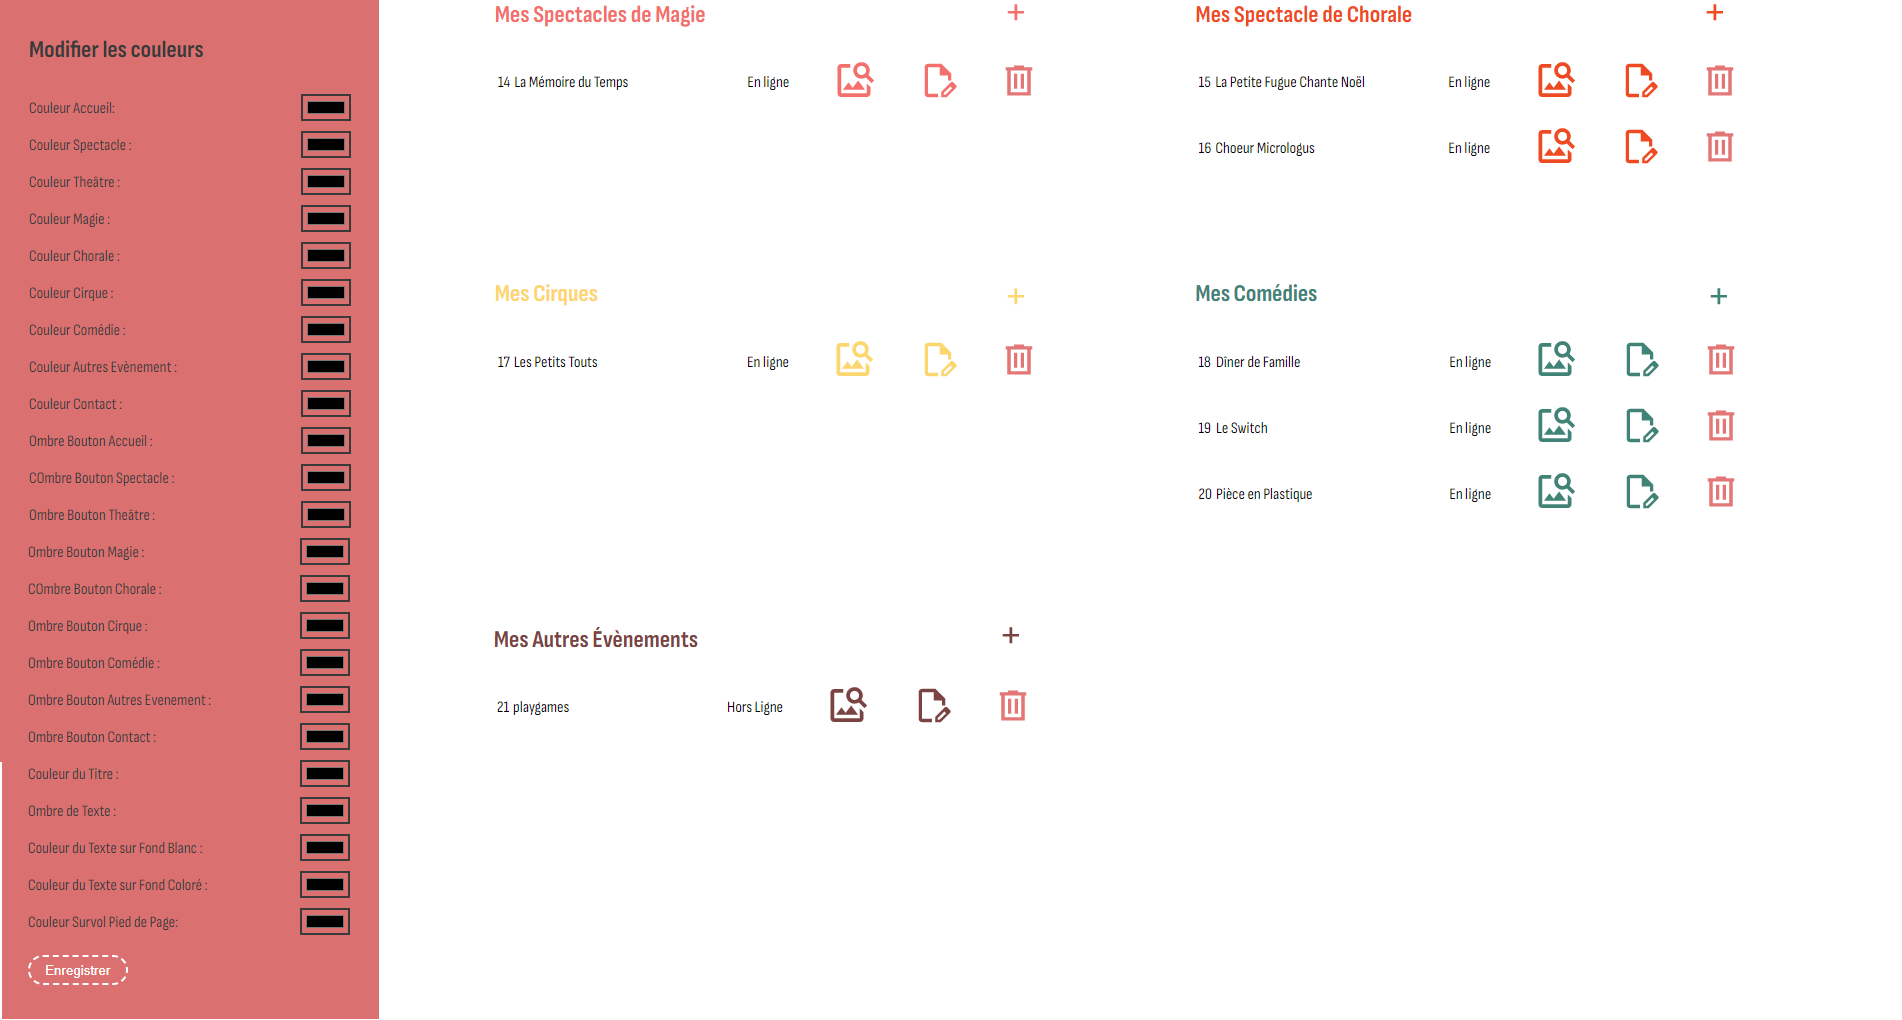 Modifier les couleurs
Couleur Accueil:
Couleur Spectacle :
Couleur Theâtre :
Couleur Magie :
Couleur Chorale :
Couleur Cirque :
Couleur Comédie :
Couleur Autres Evènement :
Couleur Contact :
Ombre Bouton Accueil :
COmbre Bouton Spectacle :
Ombre Bouton Theâtre :
Ombre Bouton Magie :
COmbre Bouton Chorale :
Ombre Bouton Cirque :
Ombre Bouton Comédie :
Ombre Bouton Autres Evenement :
Ombre Bouton Contact :
Couleur du Titre :
Ombre de Texte :
Couleur du Texte sur Fond Blanc :
Couleur du Texte sur Fond Coloré :
Couleur Survol Pied de Page:
Enregistrer
Mes Spectacles de Magie +
14 La Mémoire du Temps En ligne
Mes Spectacle de Chorale +
15 La Petite Fugue Chante Noël En ligne
16 Choeur Micrologus En ligne
Mes Cirques +
17 Les Petits Touts En ligne
Mes Comédies +
18 Dîner de Famille En ligne
19 Le Switch En ligne
20 Pièce en Plastique En ligne
Mes Autres Évènements +
21 playgames Hors Ligne